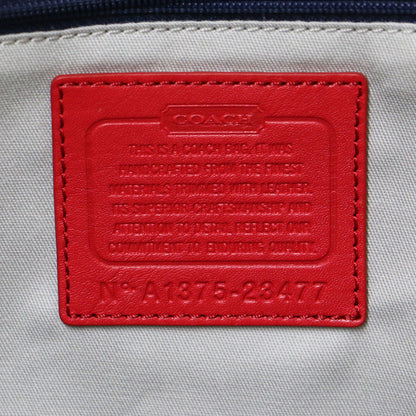 COACH
THIS IS A COACH BAG. IT WAS
HANDCRAFTED FROM THE FINEST
MATERIALS TRIMMED WITH LEATHER.
ITS SUPERIOR CRAFTSMANSHIP AND
ATTENTION TO DETAIL REFLECT OUR
COMMITMENT TO ENDURING QUALITY.
Nº A1375-23477